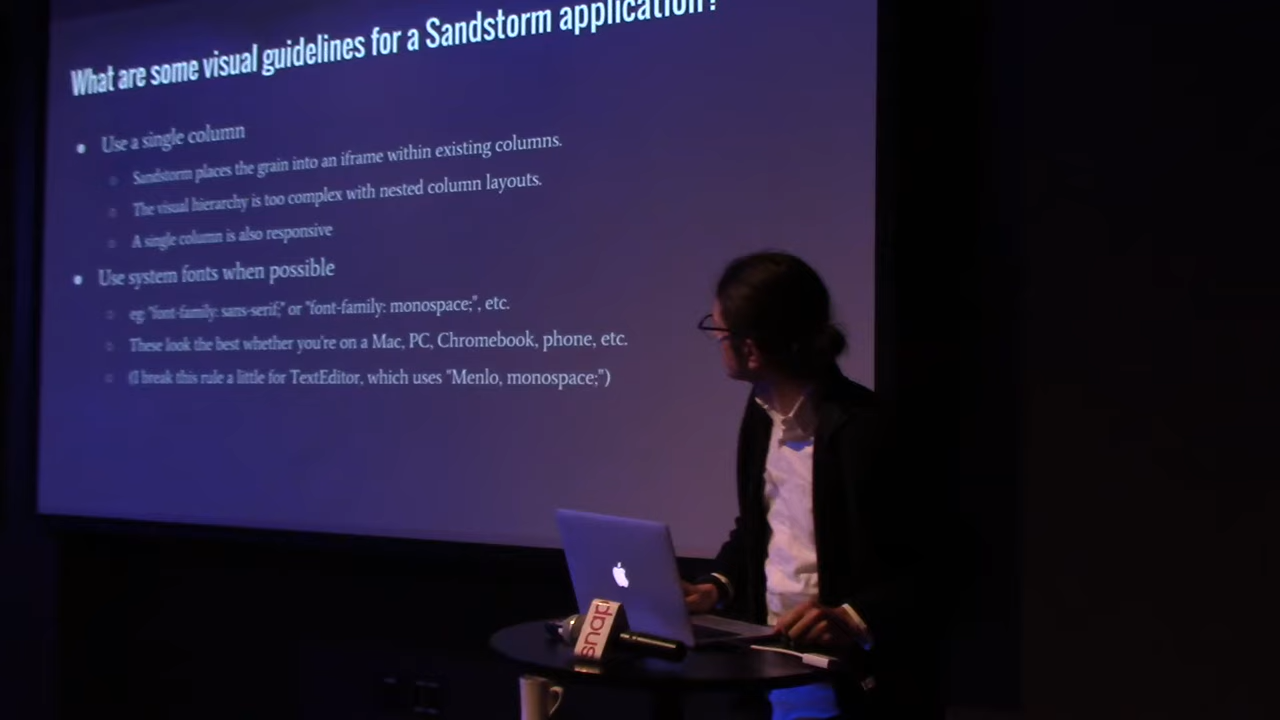 What are some visual guidelines for a Sandstorm application?
Use a single column
Sandstorm places the grain into an iframe within existing columns.
The visual hierarchy is too complex with nested column layouts.
A single column is also responsive
Use system fonts when possible
eg: "font-family: sans-serif;" or "font-family: monospace;", etc.
These look the best whether you're on a Mac, PC, Chromebook, phone, etc.
(I break this rule a little for TextEditor, which uses "Menlo, monospace;")
snap